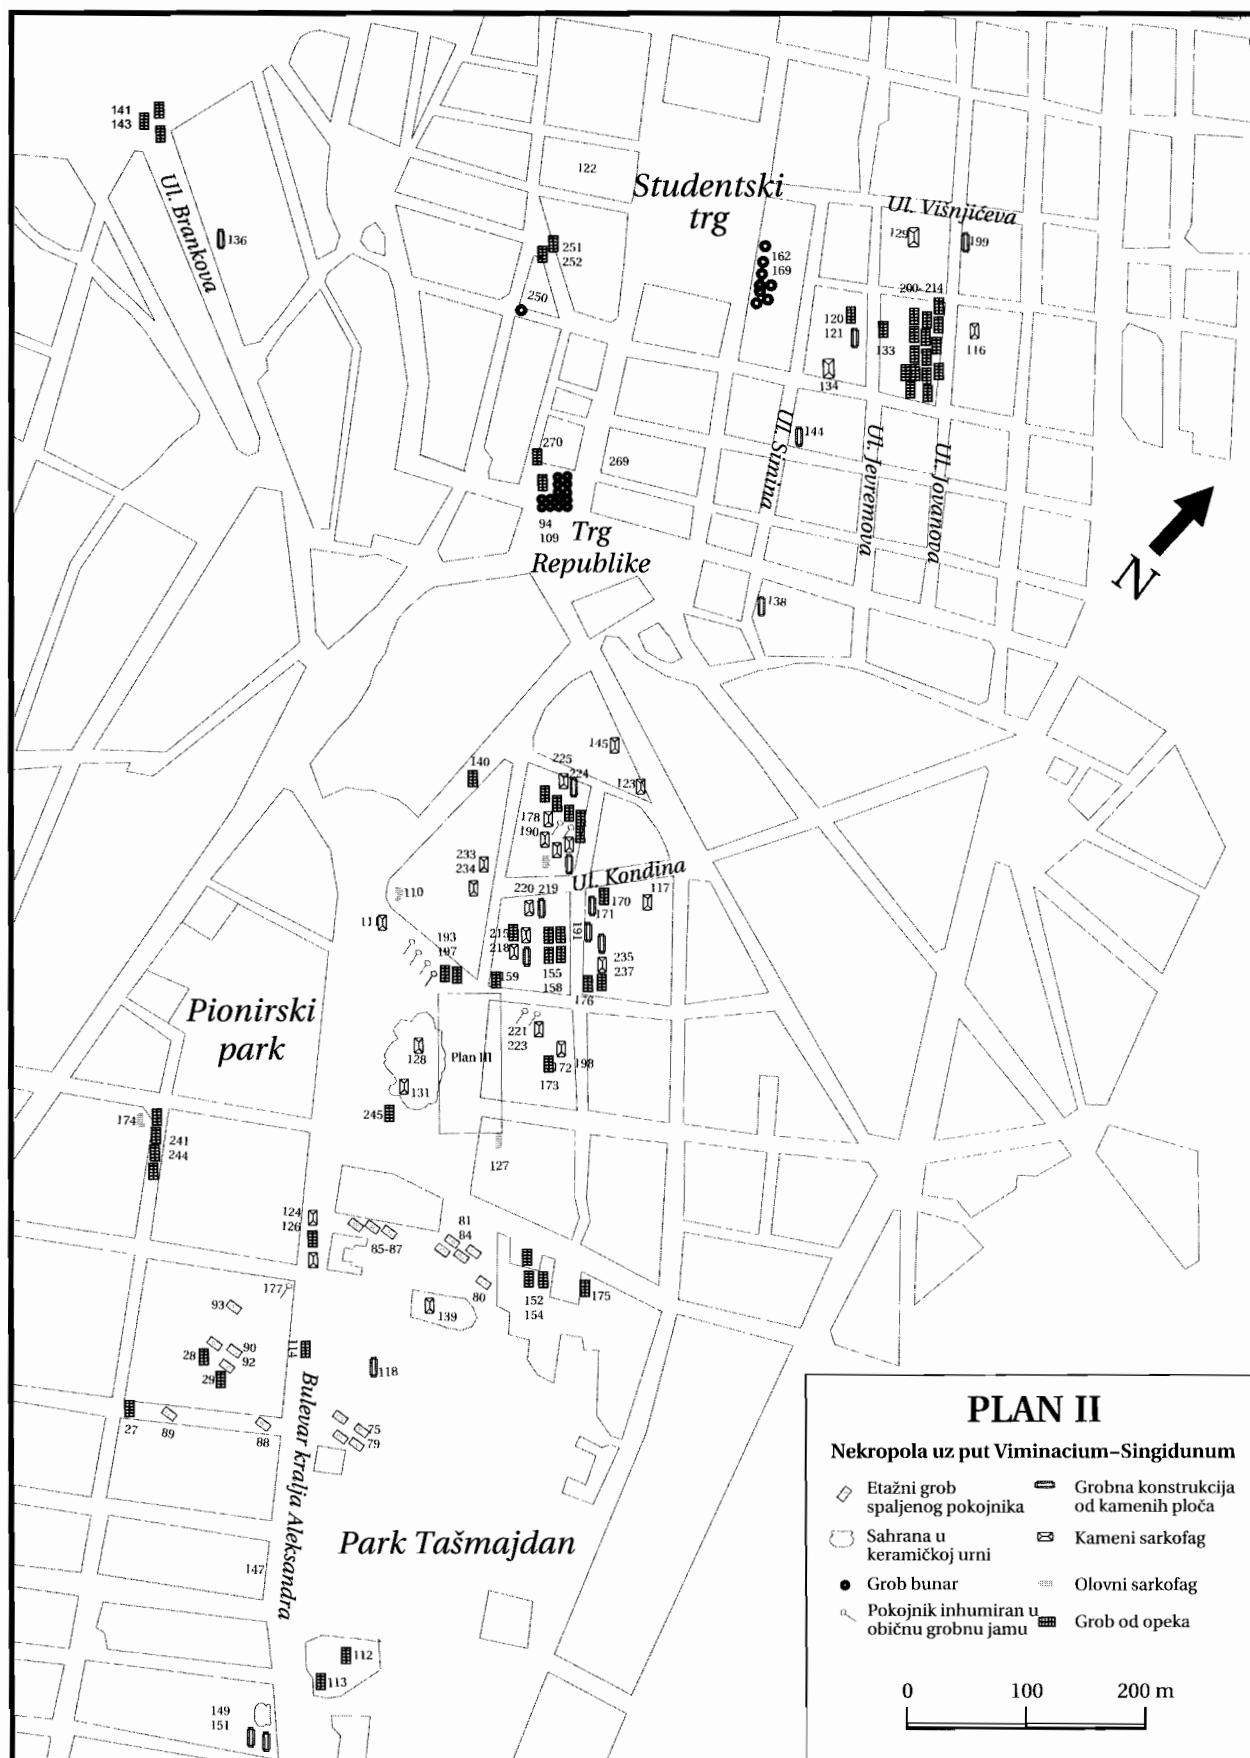 141
143
Ul. Brankova
136
122
Studentski
trg
Ul. Višnjićeva
129
199
251
252
250
162
169
200- 214
120
121
133
116
134
Ul. Simina
144
Ul. Jevremova
Ul. Jovanova
270
269
94
109
Trg
Republike
N
138
145
225
224
140
123
178
190
233
234
Ul. Kondina
110
220 219
170
171
117
11
193
197
215
218
191
159
155
158
235
237
176
Pionirski
park
221
223
128
Plan III
172
198
173
131
245
174
241
244
127
124
126
81
84
85-87
177
80
93
139
152
154
175
28
90
92
114
29
118
27
89
88
75
79
Bulevar kralja Aleksandra
Park Tašmajdan
147
112
113
149
151
PLAN II
Nekropola uz put Viminacium–Singidunum
Etažni grob
spaljenog pokojnika
Sahrana u
keramičkoj urni
Grob bunar
Pokojnik inhumiran u
običnu grobnu jamu
Grobna konstrukcija
od kamenih ploča
Kameni sarkofag
Olovni sarkofag
Grob od opeka
0 100 200 m